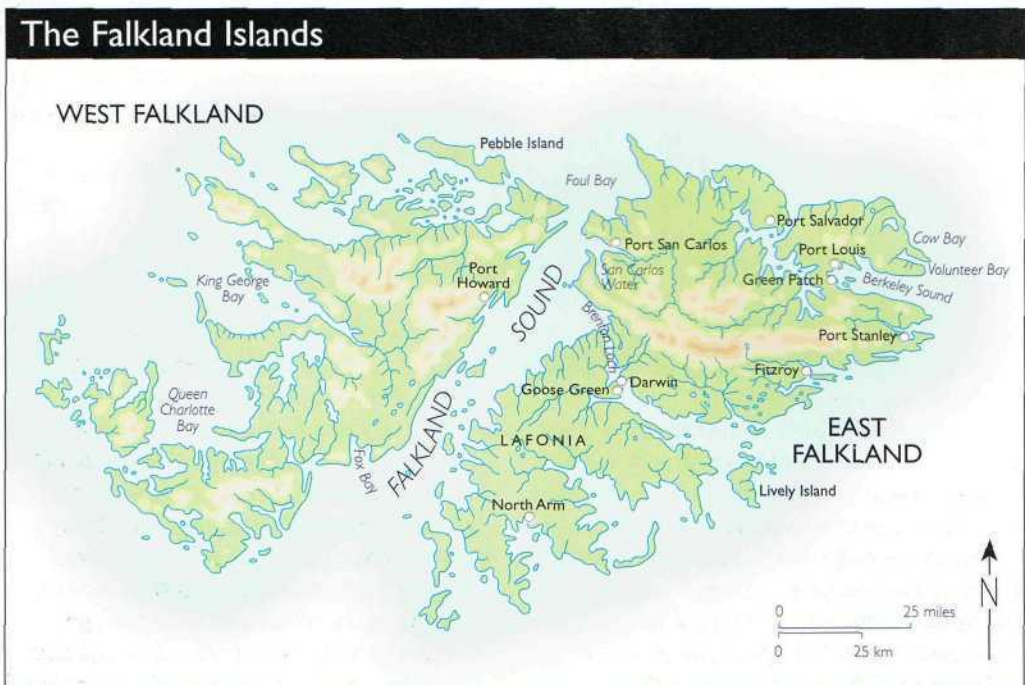 The Falkland Islands
WEST FALKLAND
Pebble Island
Foul Bay
Port Salvador
Port San Carlos
Port Louis
Cow Bay
Volunteer Bay
King George
Bay
Port
Howard
San Carlos
Water
Green Patch
Berkeley Sound
SOUND
Brenton Loch
Port Stanley
Fitzroy
Darwin
Goose Green
Queen
Charlotte
Bay
FALKLAND
LAFONIA
EAST
FALKLAND
Fox Bay
Lively Island
North Arm
N
0 25 miles
0 25 km